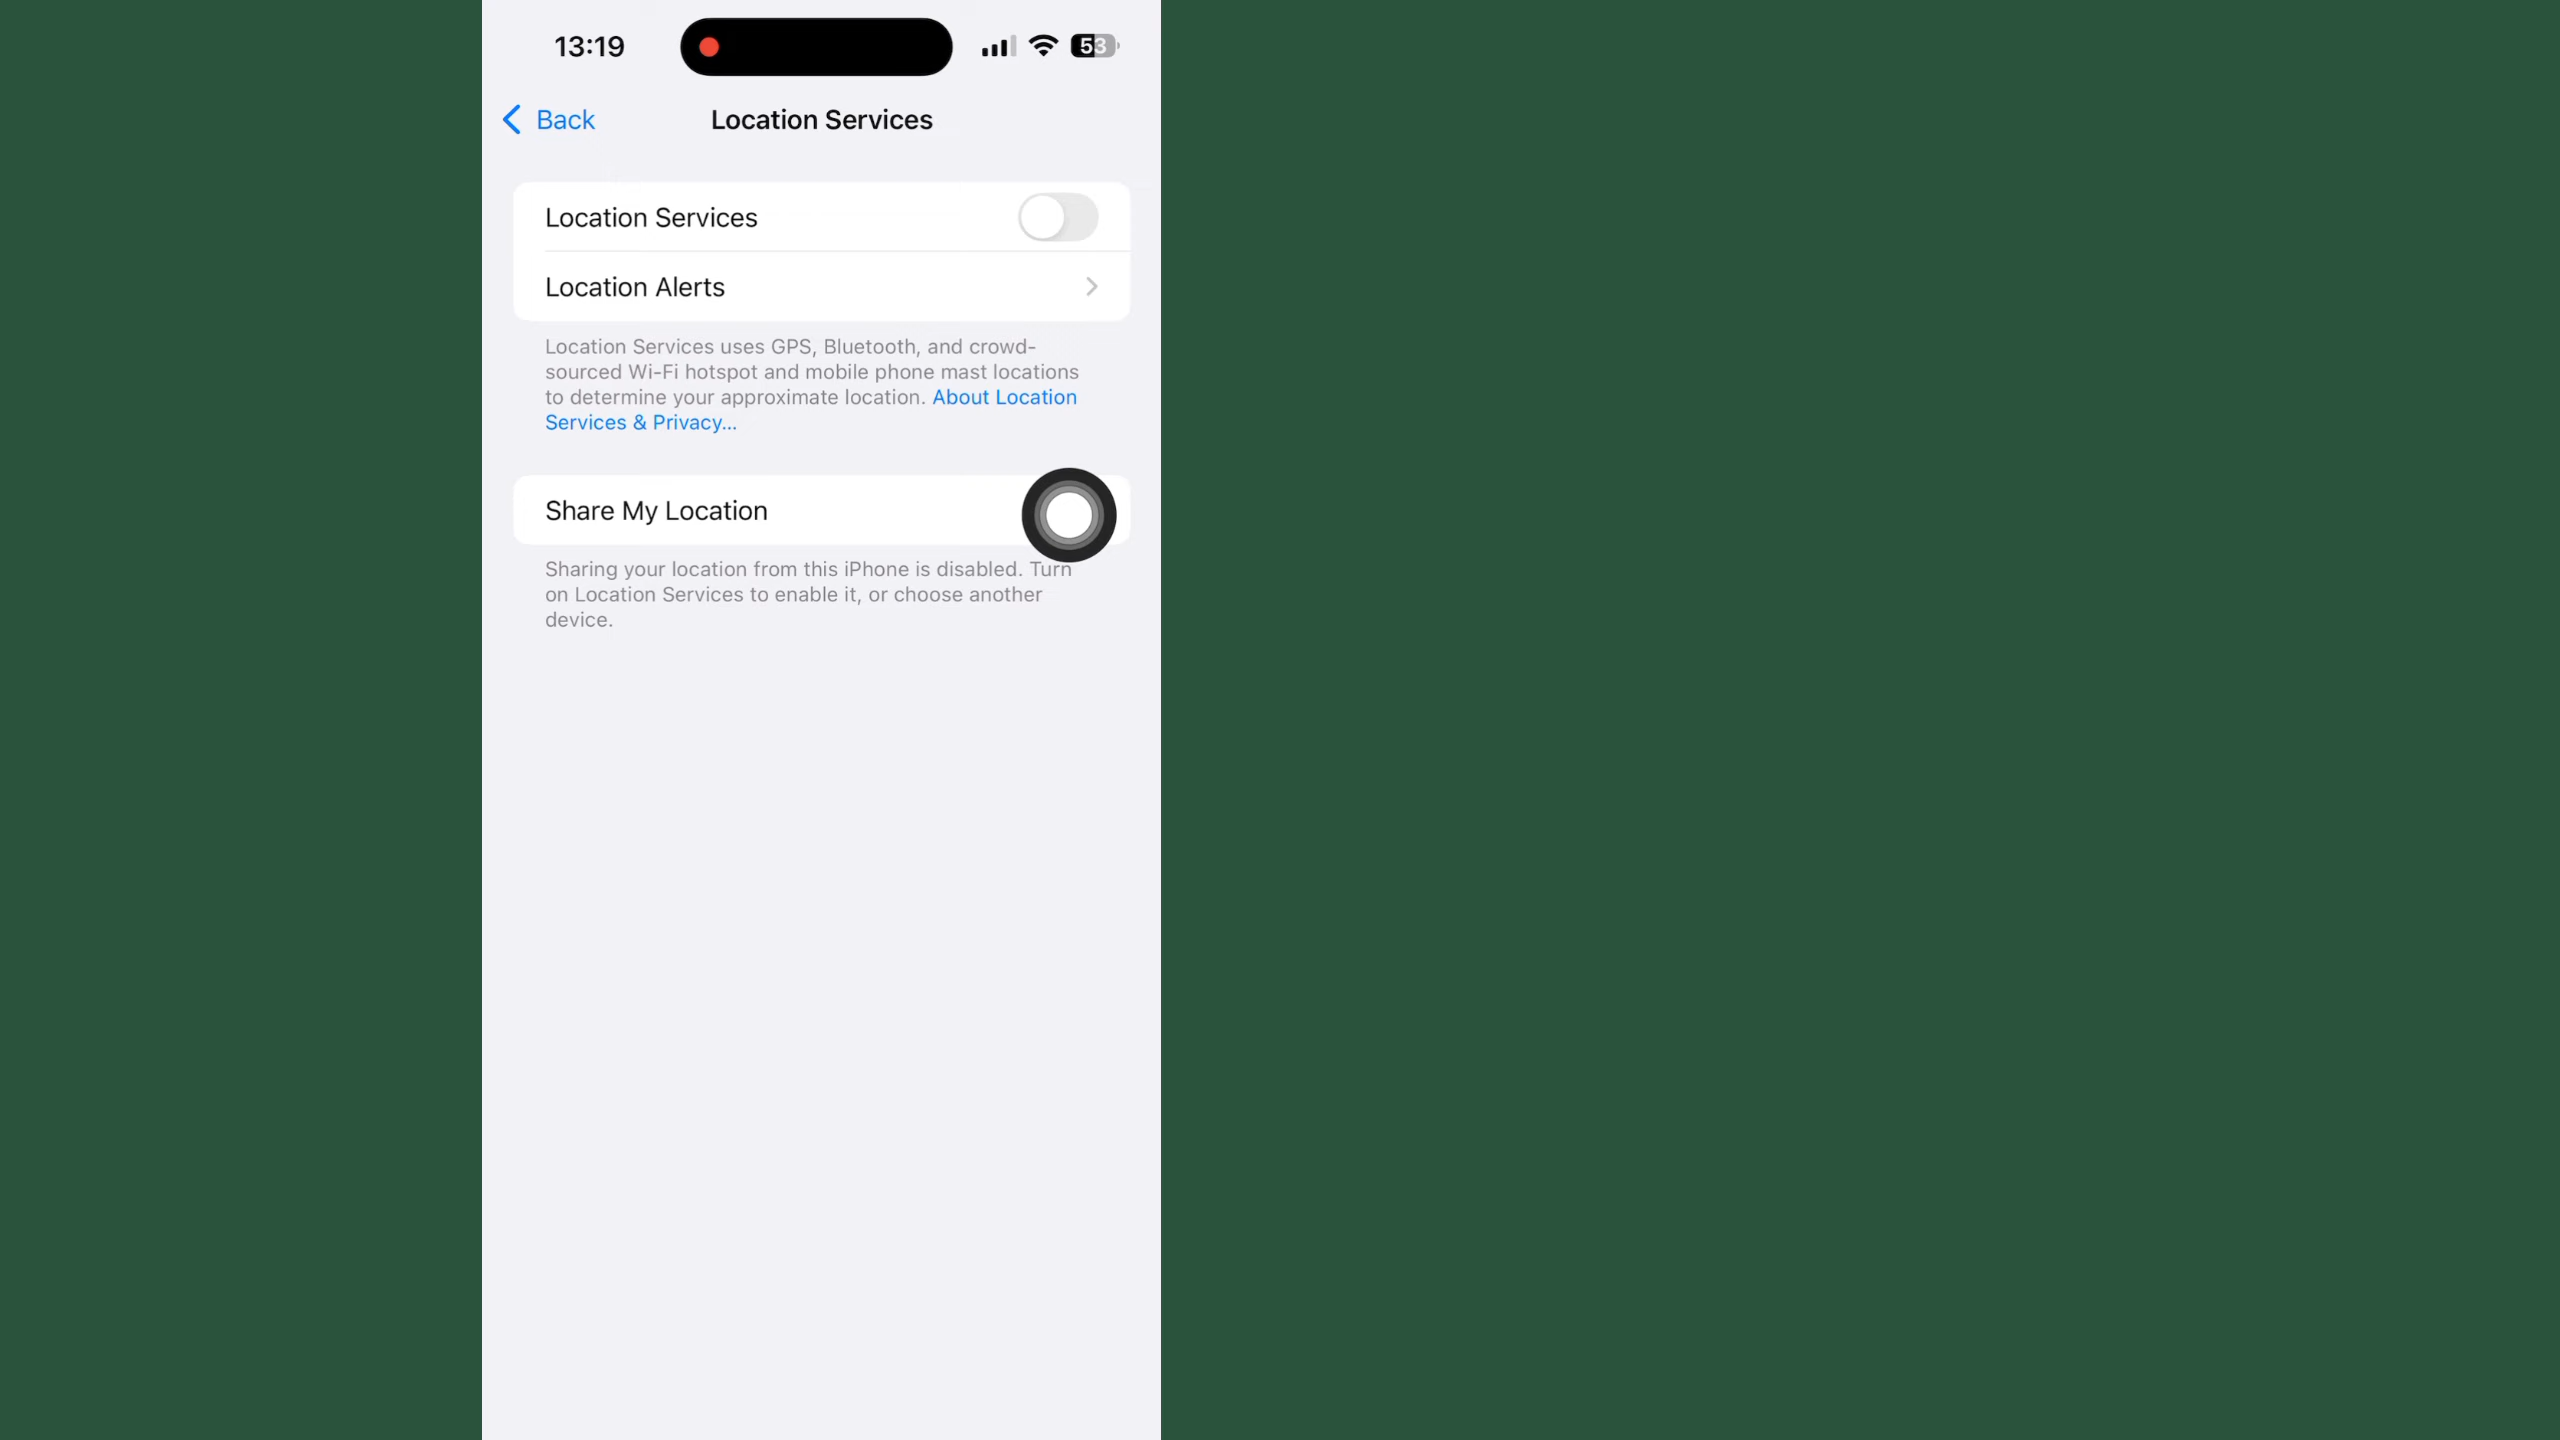 13:19
53
Back
Location Services
Location Services
Location Alerts
Location Services uses GPS, Bluetooth, and crowd-
sourced Wi-Fi hotspot and mobile phone mast locations
to determine your approximate location. About Location
Services & Privacy...
Share My Location
Sharing your location from this iPhone is disabled. Turn
on Location Services to enable it, or choose another
device.